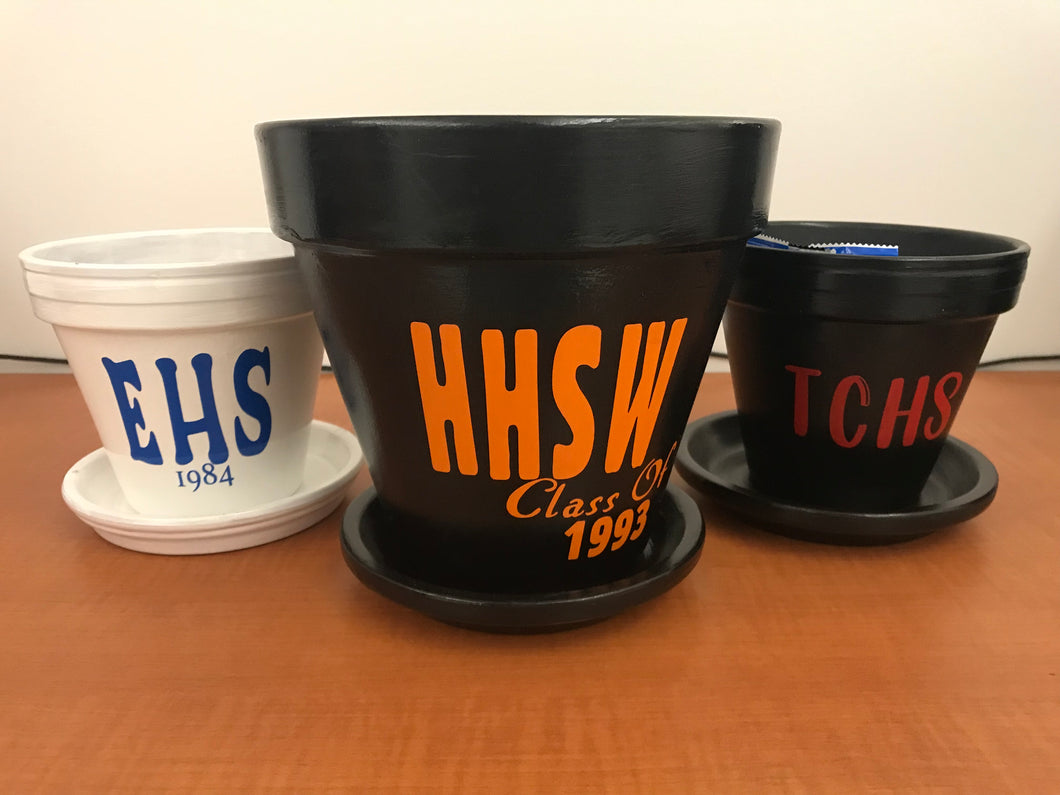 EHS
1984
HHSW
Class Of
1993
TCHS